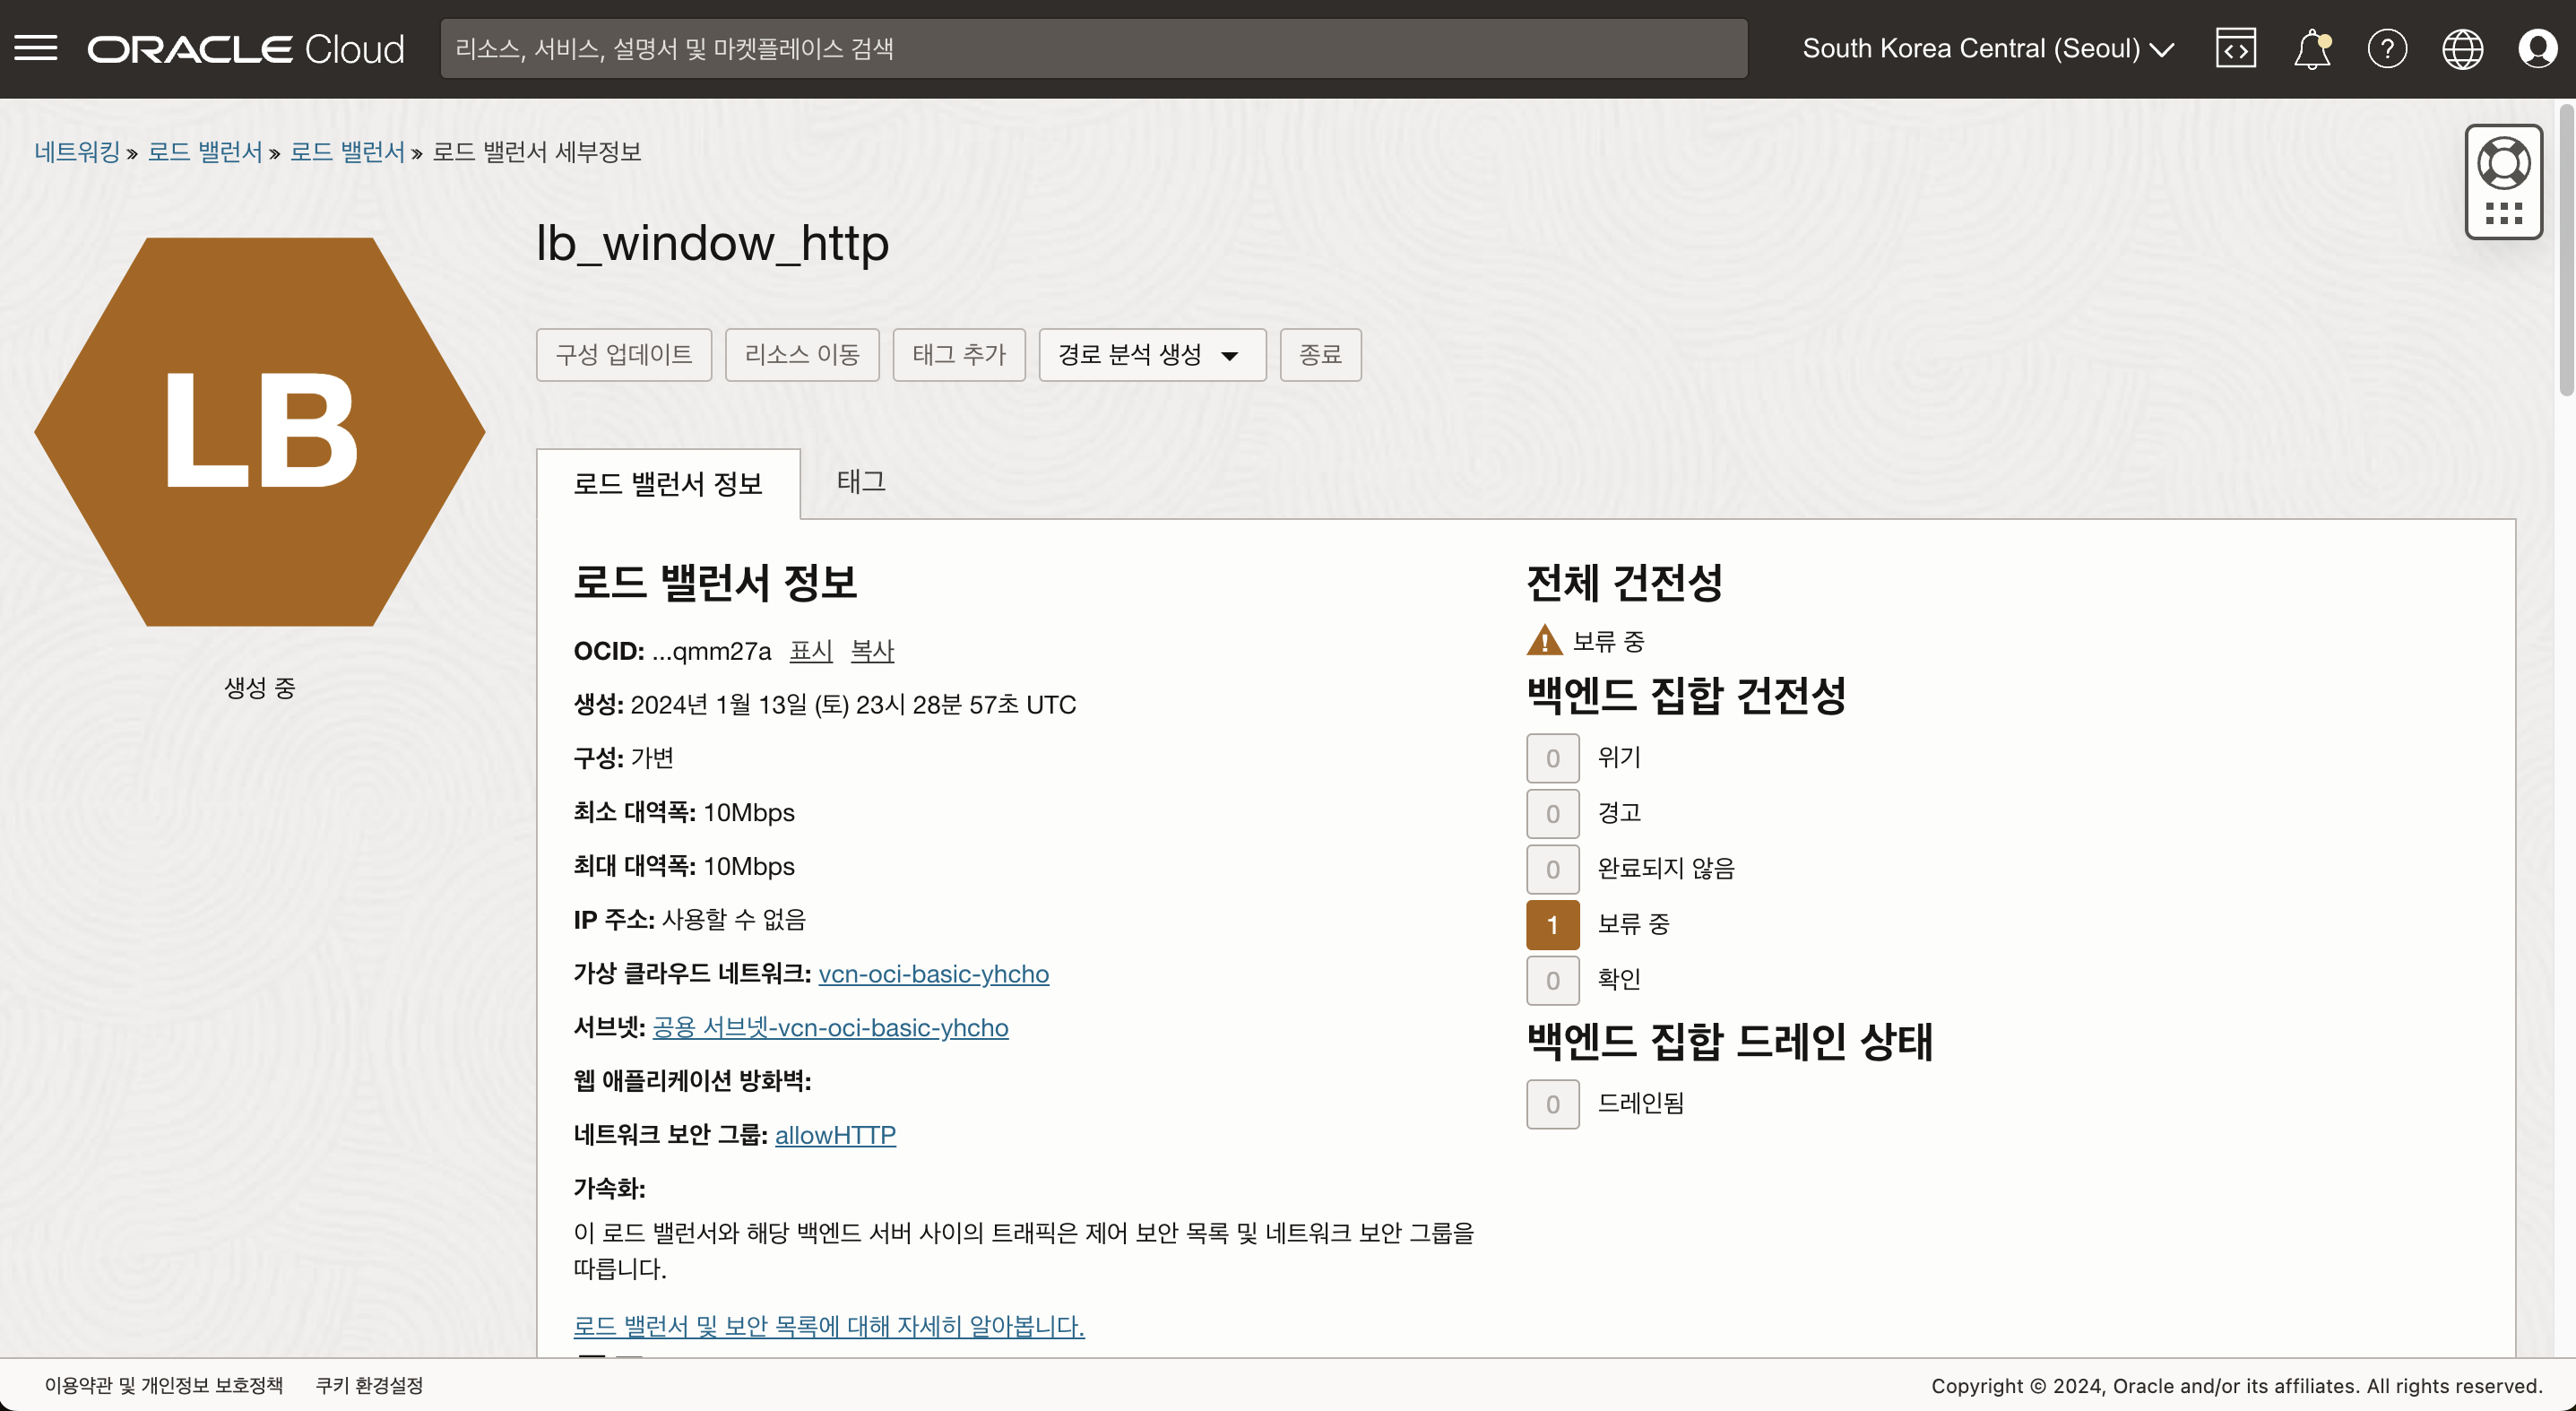 ORACLE Cloud
리소스, 서비스, 설명서 및 마켓플레이스 검색
South Korea Central (Seoul)
네트워킹 » 로드 밸런서 » 로드 밸런서 » 로드 밸런서 세부정보
LB
생성 중
lb_window_http
구성 업데이트 리소스 이동 태그 추가 경로 분석 생성 종료
로드 밸런서 정보 태그
로드 밸런서 정보
OCID: ...qmm27a 표시 복사
생성: 2024년 1월 13일 (토) 23시 28분 57초 UTC
구성: 가변
최소 대역폭: 10Mbps
최대 대역폭: 10Mbps
IP 주소: 사용할 수 없음
가상 클라우드 네트워크: vcn-oci-basic-yhcho
서브넷: 공용 서브넷-vcn-oci-basic-yhcho
웹 애플리케이션 방화벽:
네트워크 보안 그룹: allowHTTP
가속화:
이 로드 밸런서와 해당 백엔드 서버 사이의 트래픽은 제어 보안 목록 및 네트워크 보안 그룹을
따릅니다.
로드 밸런서 및 보안 목록에 대해 자세히 알아봅니다.
전체 건전성
보류 중
백엔드 집합 건전성
0 위기
0 경고
0 완료되지 않음
1 보류 중
0 확인
백엔드 집합 드레인 상태
0 드레인됨
이용약관 및 개인정보 보호정책 쿠키 환경설정
Copyright © 2024, Oracle and/or its affiliates. All rights reserved.